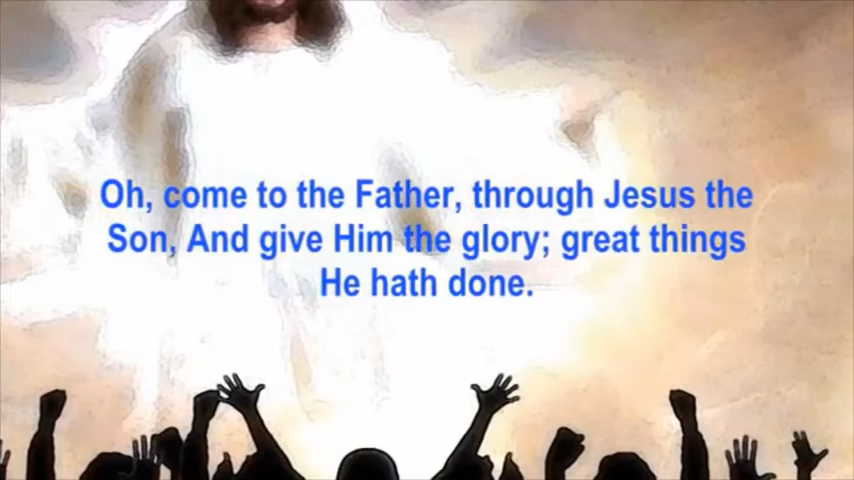 Oh, come to the Father, through Jesus the
Son, And give Him the glory; great things
He hath done.